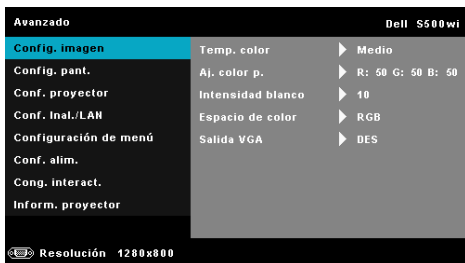 Avanzado Dell S500wi
Config. imagen Temp. color Medio
Config. pant. Aj. color p. R: 50 G: 50 B: 50
Conf. proyector Intensidad blanco 10
Conf. Inal./LAN Espacio de color RGB
Configuración de menú Salida VGA DES
Conf. alim.
Cong. interact.
Inform. proyector
Resolución 1280x800